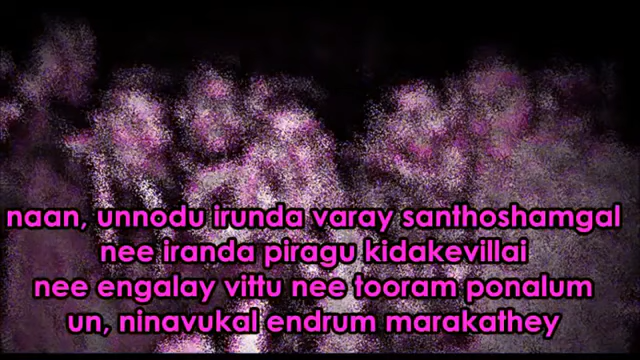 naan, unnodu irunda varay santhoshamgal
nee iranda piragu kidakevillai
nee engalay vittu nee tooram ponalum
un, ninavukal endrum marakathey